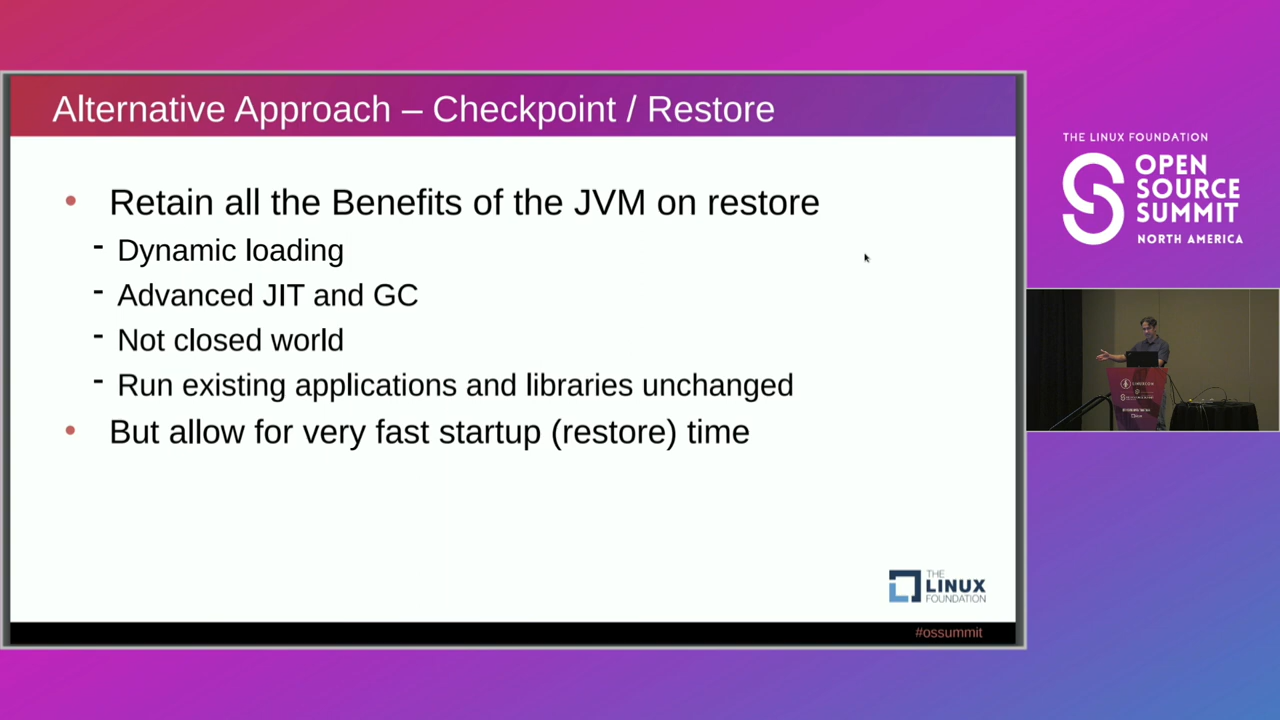 Alternative Approach – Checkpoint / Restore
• Retain all the Benefits of the JVM on restore
- Dynamic loading
- Advanced JIT and GC
- Not closed world
- Run existing applications and libraries unchanged
• But allow for very fast startup (restore) time
THE
LINUX
FOUNDATION
#ossummit
THE LINUX FOUNDATION
OPEN
SOURCE
SUMMIT
NORTH AMERICA